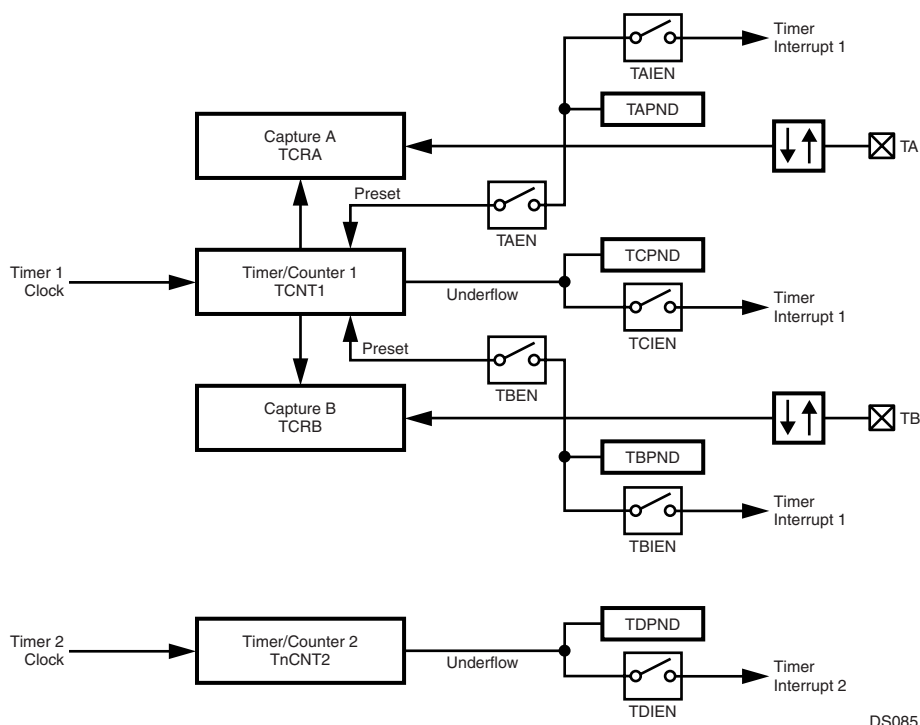 Timer
Interrupt 1
TAIEN
TAPND
Capture A
TCRA
TA
Preset
TAEN
Timer 1
Clock
Timer/Counter 1
TCNT1
Underflow
TCPND
Timer
Interrupt 1
TCIEN
Preset
TBEN
Capture B
TCRB
TB
TBPND
Timer
Interrupt 1
TBIEN
Timer 2
Clock
Timer/Counter 2
TnCNT2
Underflow
TDPND
Timer
Interrupt 2
TDIEN
DS085